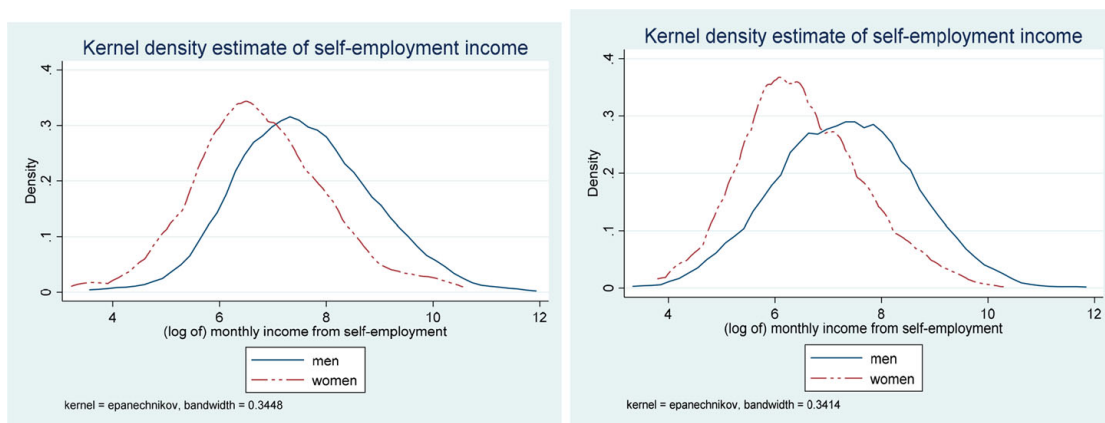 Kernel density estimate of self-employment income
.4
.3
.2
.1
0
Density
4 6 8 10 12
(log of) monthly income from self-employment
men
women
kernel = epanechnikov, bandwidth = 0.3448
Kernel density estimate of self-employment income
.4
.3
.2
.1
0
Density
4 6 8 10 12
(log of) monthly income from self-employment
men
women
kernel = epanechnikov, bandwidth = 0.3414